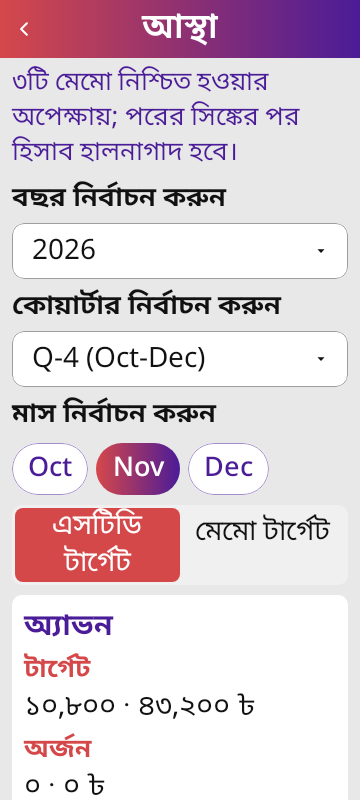 আস্থা
৩টি মেমো নিশ্চিত হওয়ার
অপেক্ষায়; পরের সিঙ্কের পর
হিসাব হালনাগাদ হবে।
বছর নির্বাচন করুন
2026
কোয়ার্টার নির্বাচন করুন
Q-4 (Oct-Dec)
মাস নির্বাচন করুন
Oct Nov Dec
এসটিডি
টার্গেট
মেমো টার্গেট
অ্যাভন
টার্গেট
১০,৮০০ · ৪৩,২০০ ৳
অর্জন
০ · ০ ৳